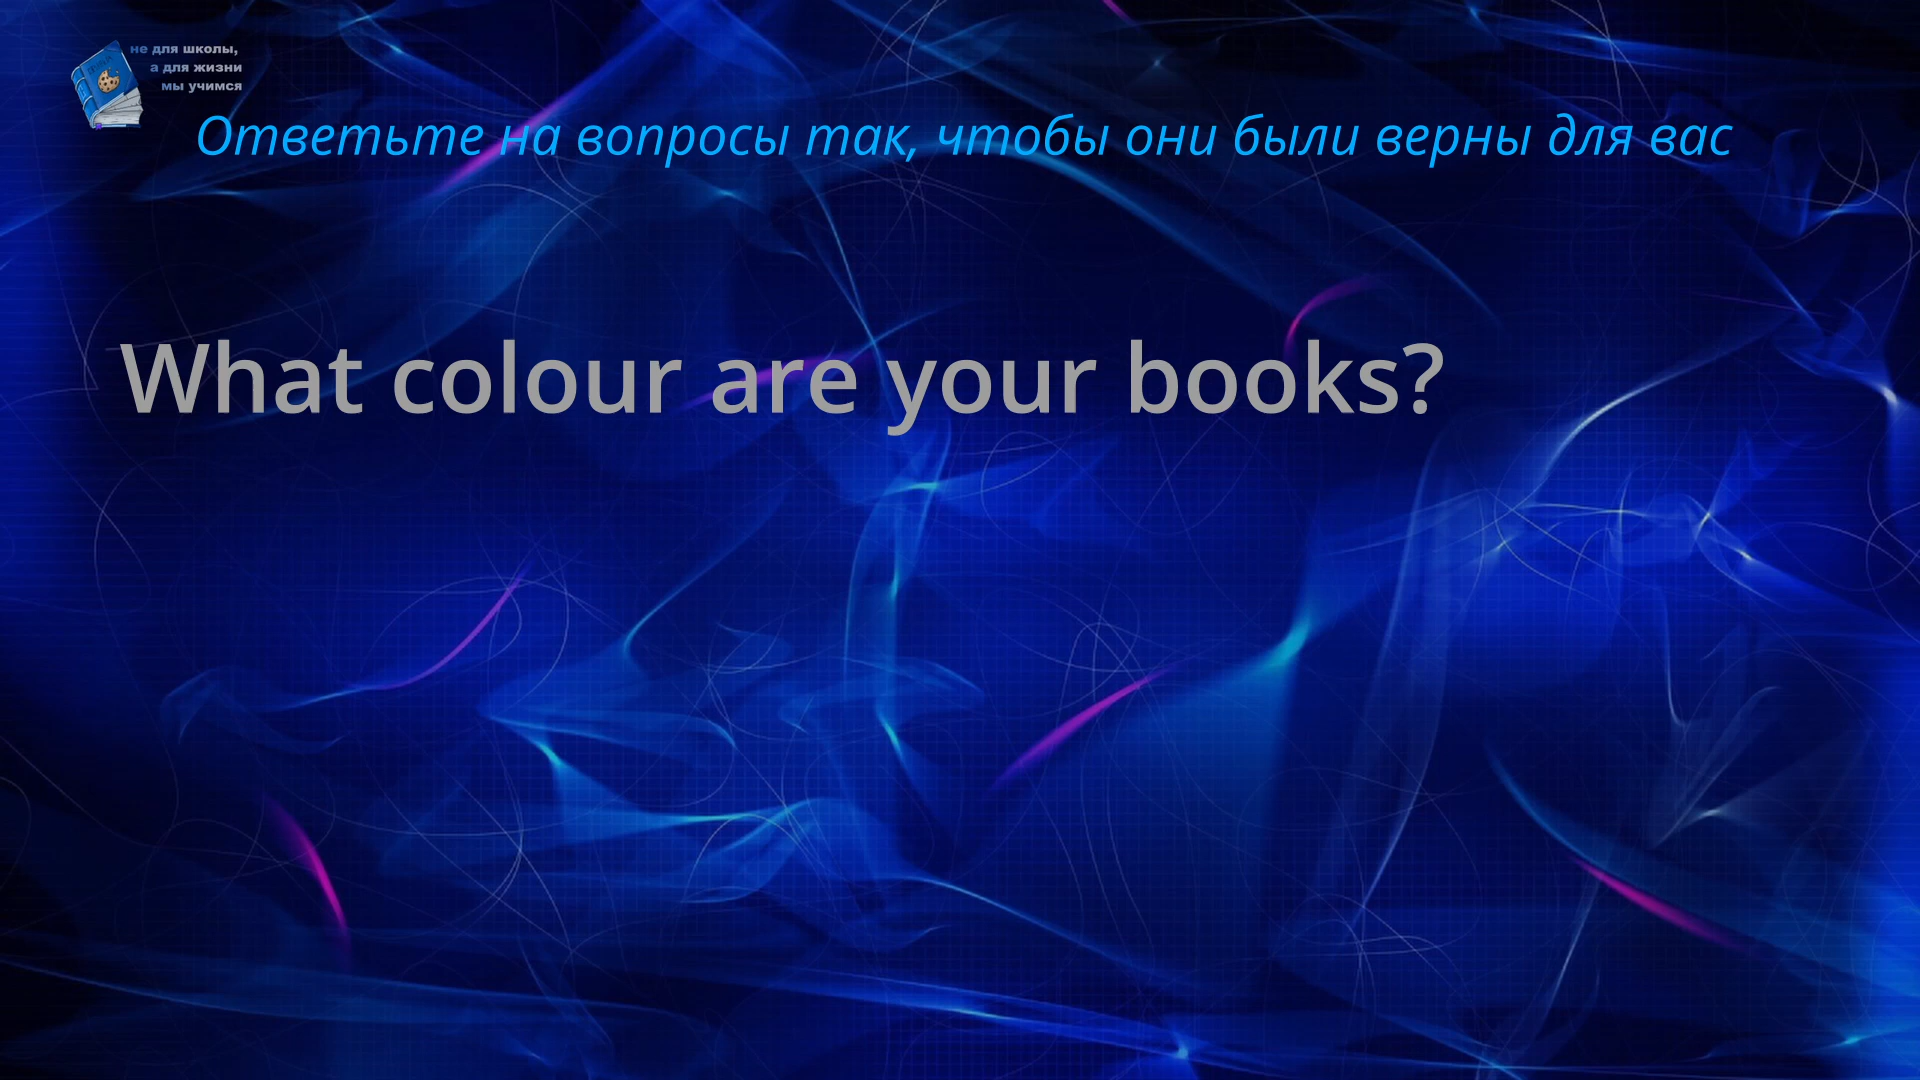 не для школы,
а для жизни
мы учимся
Ответьте на вопросы так, чтобы они были верны для вас
What colour are your books?